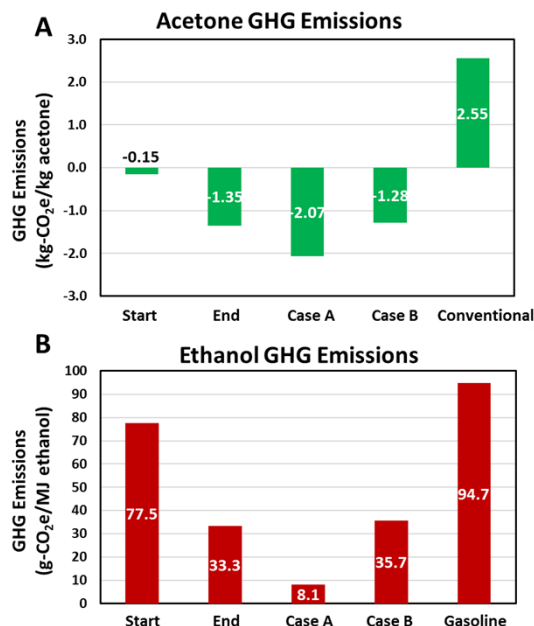 A
Acetone GHG Emissions
GHG Emissions
(kg-CO₂e/kg acetone)
3.0
2.0
1.0
0.0
-1.0
-2.0
-3.0
-0.15
-1.35
-2.07
-1.28
2.55
Start End Case A Case B Conventional
B
Ethanol GHG Emissions
GHG Emissions
(g-CO₂e/MJ ethanol)
100
90
80
70
60
50
40
30
20
10
0
77.5
33.3
8.1
35.7
94.7
Start End Case A Case B Gasoline